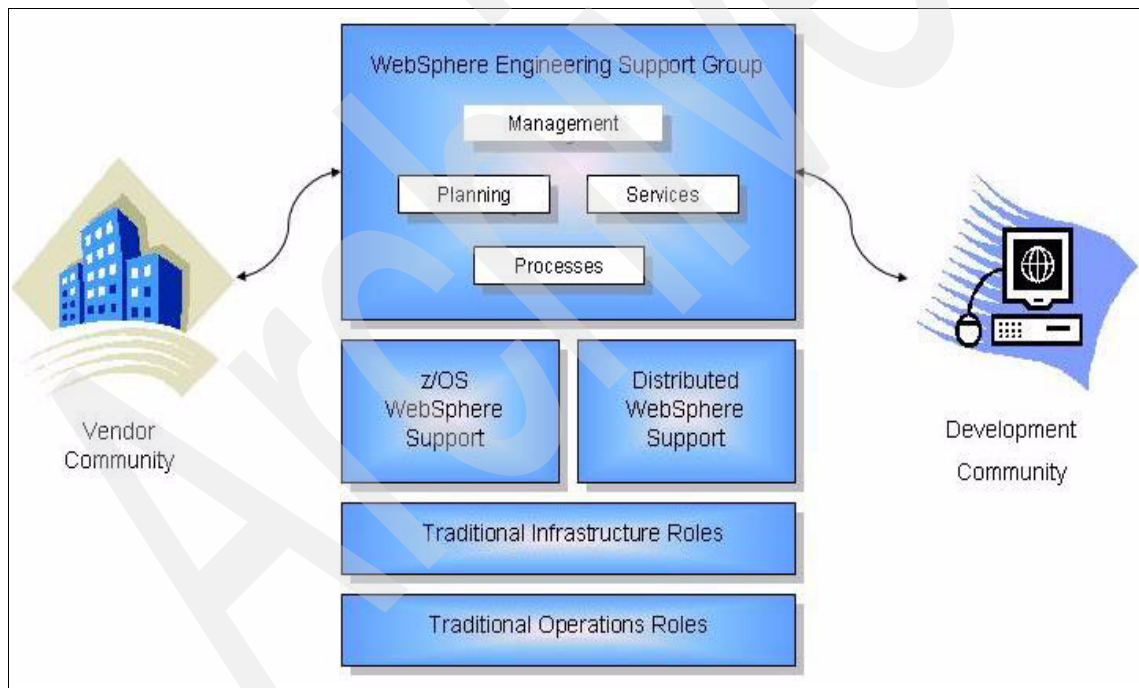 WebSphere Engineering Support Group
Management
Planning
Services
Processes
z/OS
WebSphere
Support
Distributed
WebSphere
Support
Vendor
Community
Development
Community
Traditional Infrastructure Roles
Traditional Operations Roles